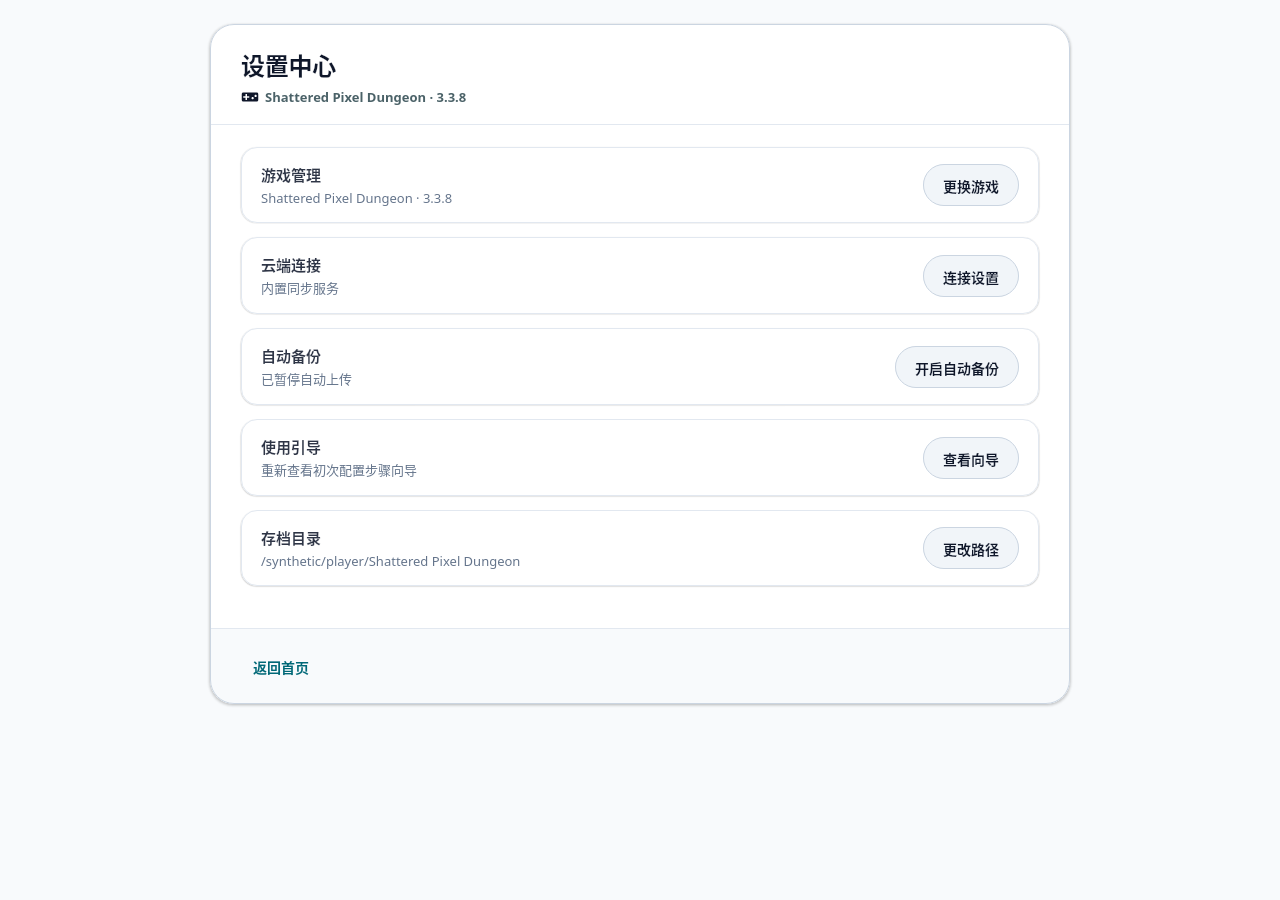 设置中心
Shattered Pixel Dungeon · 3.3.8
游戏管理
Shattered Pixel Dungeon · 3.3.8
更换游戏
云端连接
内置同步服务
连接设置
自动备份
已暂停自动上传
开启自动备份
使用引导
重新查看初次配置步骤向导
查看向导
存档目录
/synthetic/player/Shattered Pixel Dungeon
更改路径
返回首页